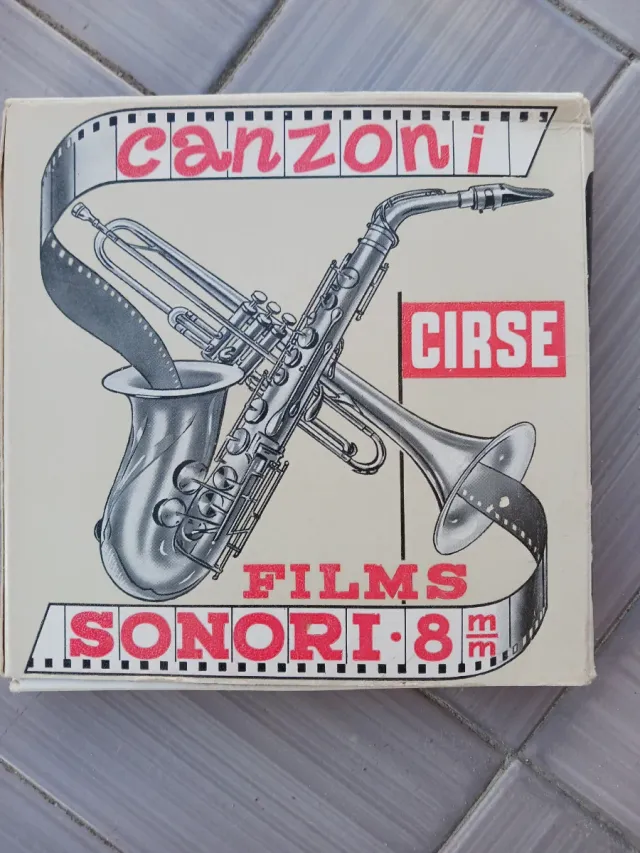 canzoni
CIRSE
FILMS
SONORI · 8 m/m